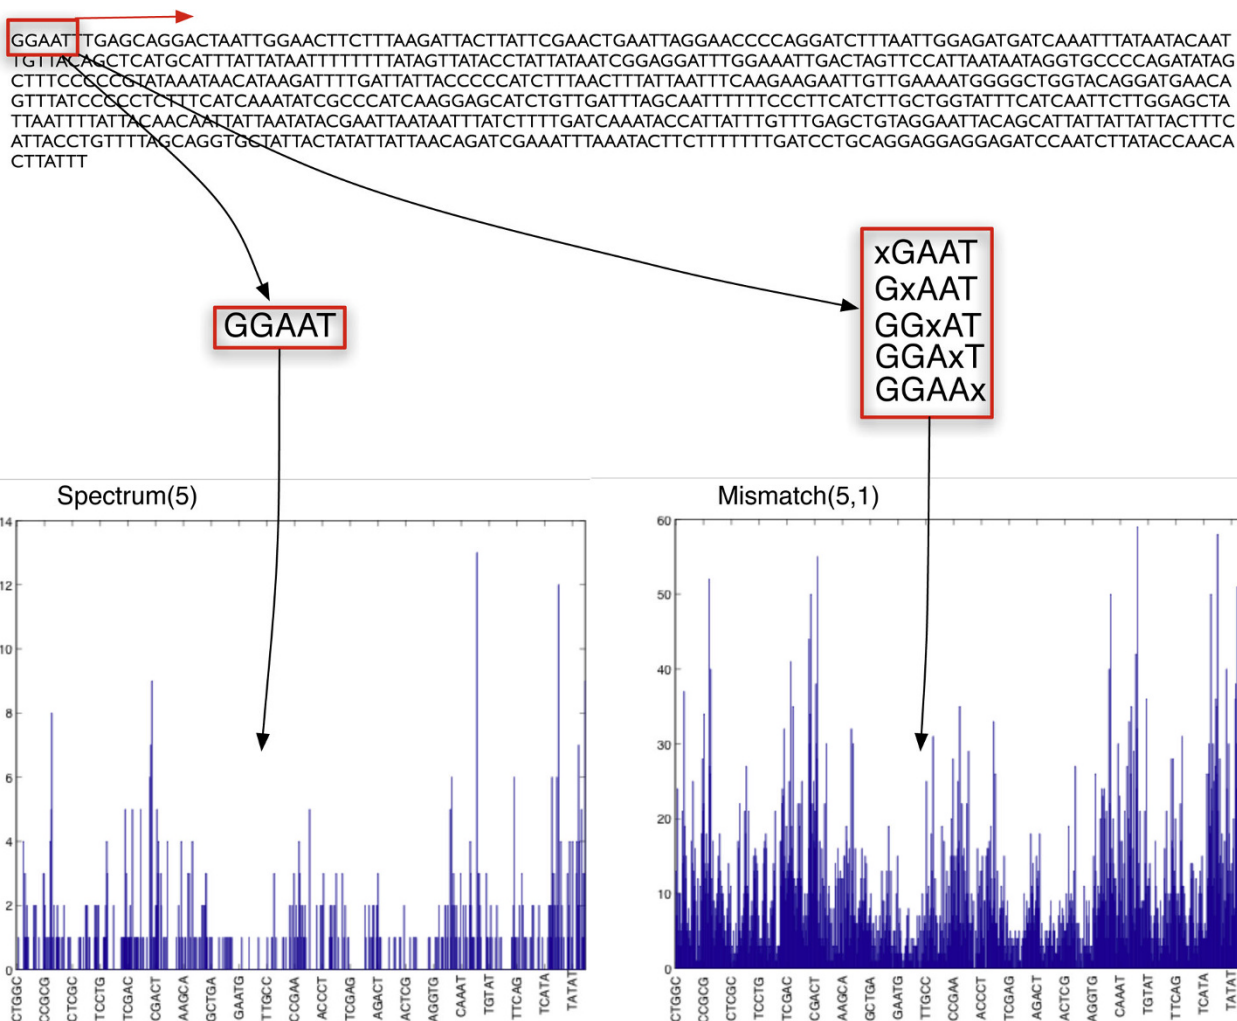 GGAATTTGAGCAGGACTAATTGGAACTTCTTTAAGATTACTTATTCGAACTGAATTAGGAACCCCAGGATCTTTAATTGGAGATGATCAAATTTATAATACAAT
TGTTACAGCTCATGCATTTATTATAATTTTTTTTATAGTTATACCTATTATAATCGGAGGATTTGGAAATTGACTAGTTCCATTAATAATAGGTGCCCCAGATATAG
CTTTCCCCCGTATAAATAACATAAGATTTTGATTATTACCCCCATCTTTAACTTTATTAATTTCAAGAAGAATTGTTGAAAATGGGGCTGGTACAGGATGAACA
GTTTATCCCCCTCTTTCATCAAATATCGCCCATCAAGGAGCATCTGTTGATTTAGCAATTTTTTCCCTTCATCTTGCTGGTATTTCATCAATTCTTGGAGCTA
TTAATTTTATTACAACAATTATTAATATACGAATTAATAATTTATCTTTTGATCAAATACCATTATTTGTTTGAGCTGTAGGAATTACAGCATTATTATTATTACTTTC
ATTACCTGTTTTAGCAGGTGCTATTACTATATTATTAACAGATCGAAATTTAAATACTTCTTTTTTTGATCCTGCAGGAGGAGGAGATCCAATCTTATACCAACA
CTTATTT
xGAAT
GxAAT
GGxAT
GGAxT
GGAAx
GGAAT
Spectrum(5)
14
12
10
8
6
4
2
0
CTGGC
CCGCG
CTCGC
TCCTG
TCGAC
CGACT
AAGCA
GCTGA
GAATG
TTGCC
CCGAA
ACCCT
TCGAG
AGACT
ACTCG
AGGTG
CAAAT
TGTAT
TTCAG
TCATA
TATAT
Mismatch(5,1)
60
50
40
30
20
10
0
CTGGC
CCGCG
CTCGC
TCCTG
TCGAC
CGACT
AAGCA
GCTGA
GAATG
TTGCC
CCGAA
ACCCT
TCGAG
AGACT
ACTCG
AGGTG
CAAAT
TGTAT
TTCAG
TCATA
TATAT